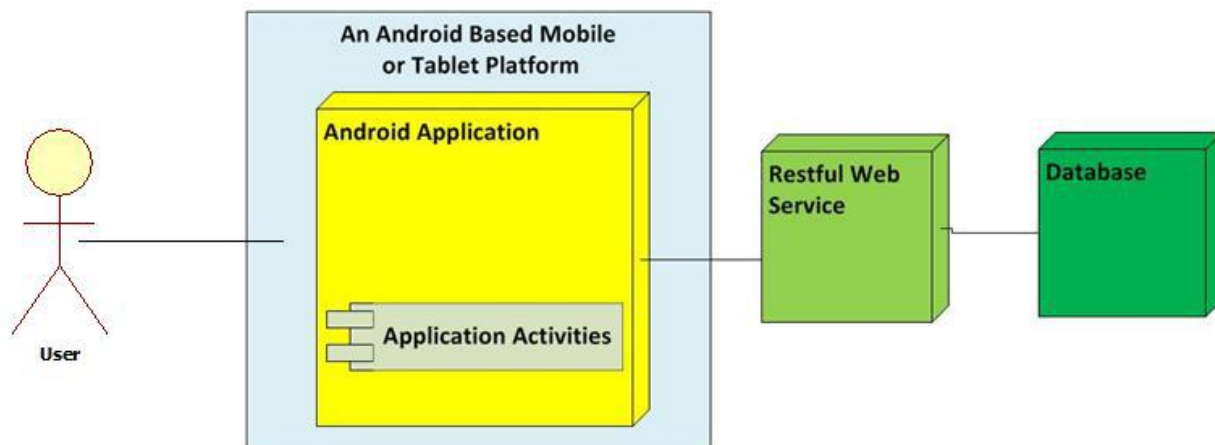 An Android Based Mobile
or Tablet Platform
Android Application
Application Activities
User
Restful Web
Service
Database